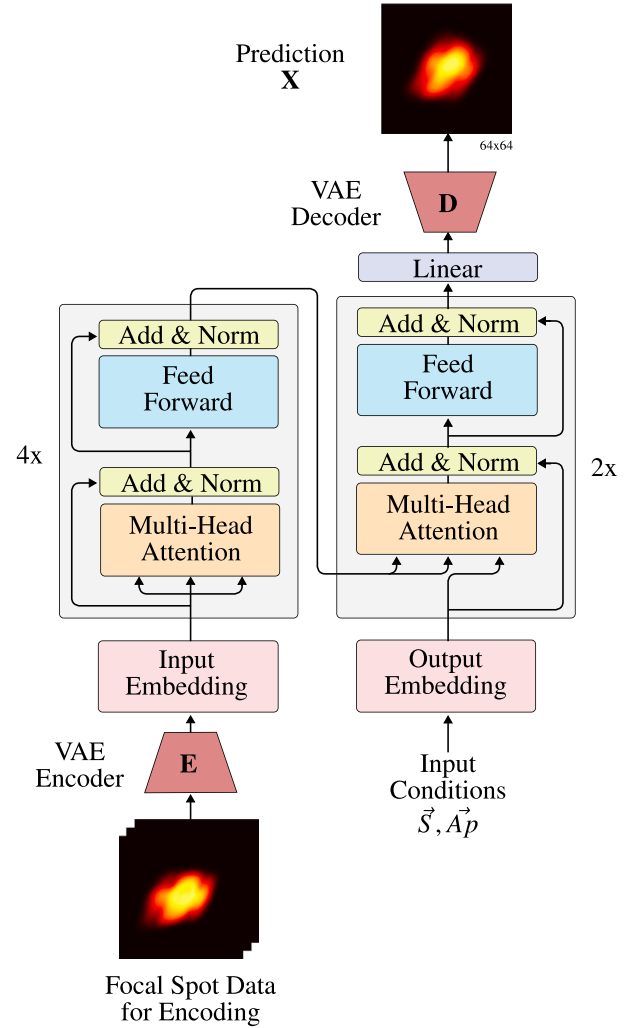 Prediction
X
64x64
VAE
Decoder
D
Linear
Add & Norm
Feed
Forward
Add & Norm
Multi-Head
Attention
2x
Output
Embedding
Input
Conditions
S⃗, A⃗p
Add & Norm
Feed
Forward
4x
Add & Norm
Multi-Head
Attention
Input
Embedding
VAE
Encoder
E
Focal Spot Data
for Encoding